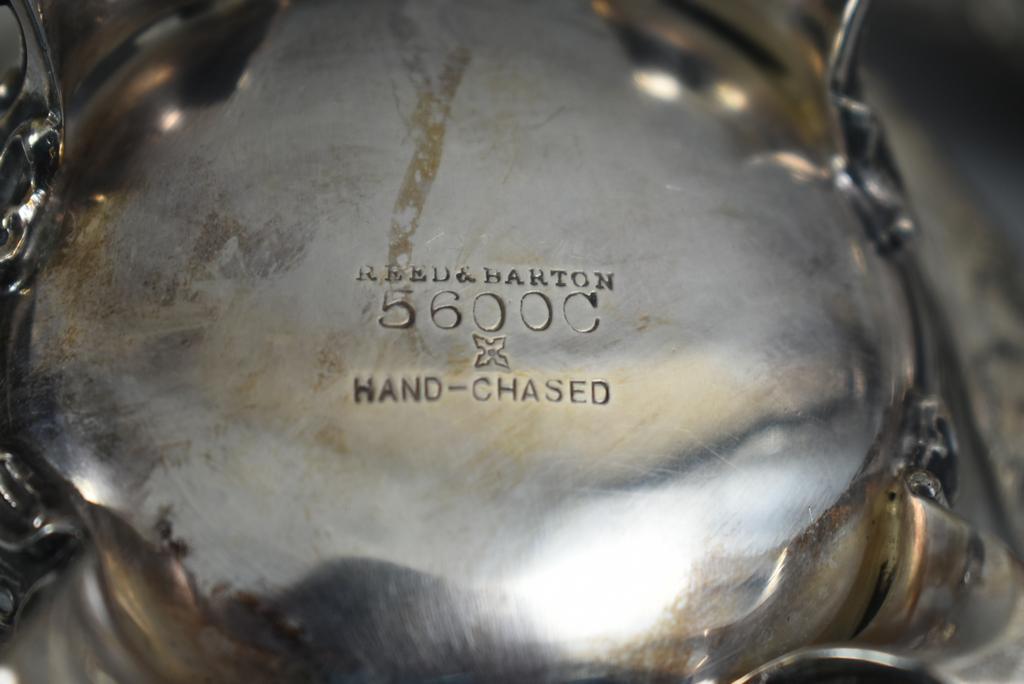 REED & BARTON
5600C
HAND-CHASED